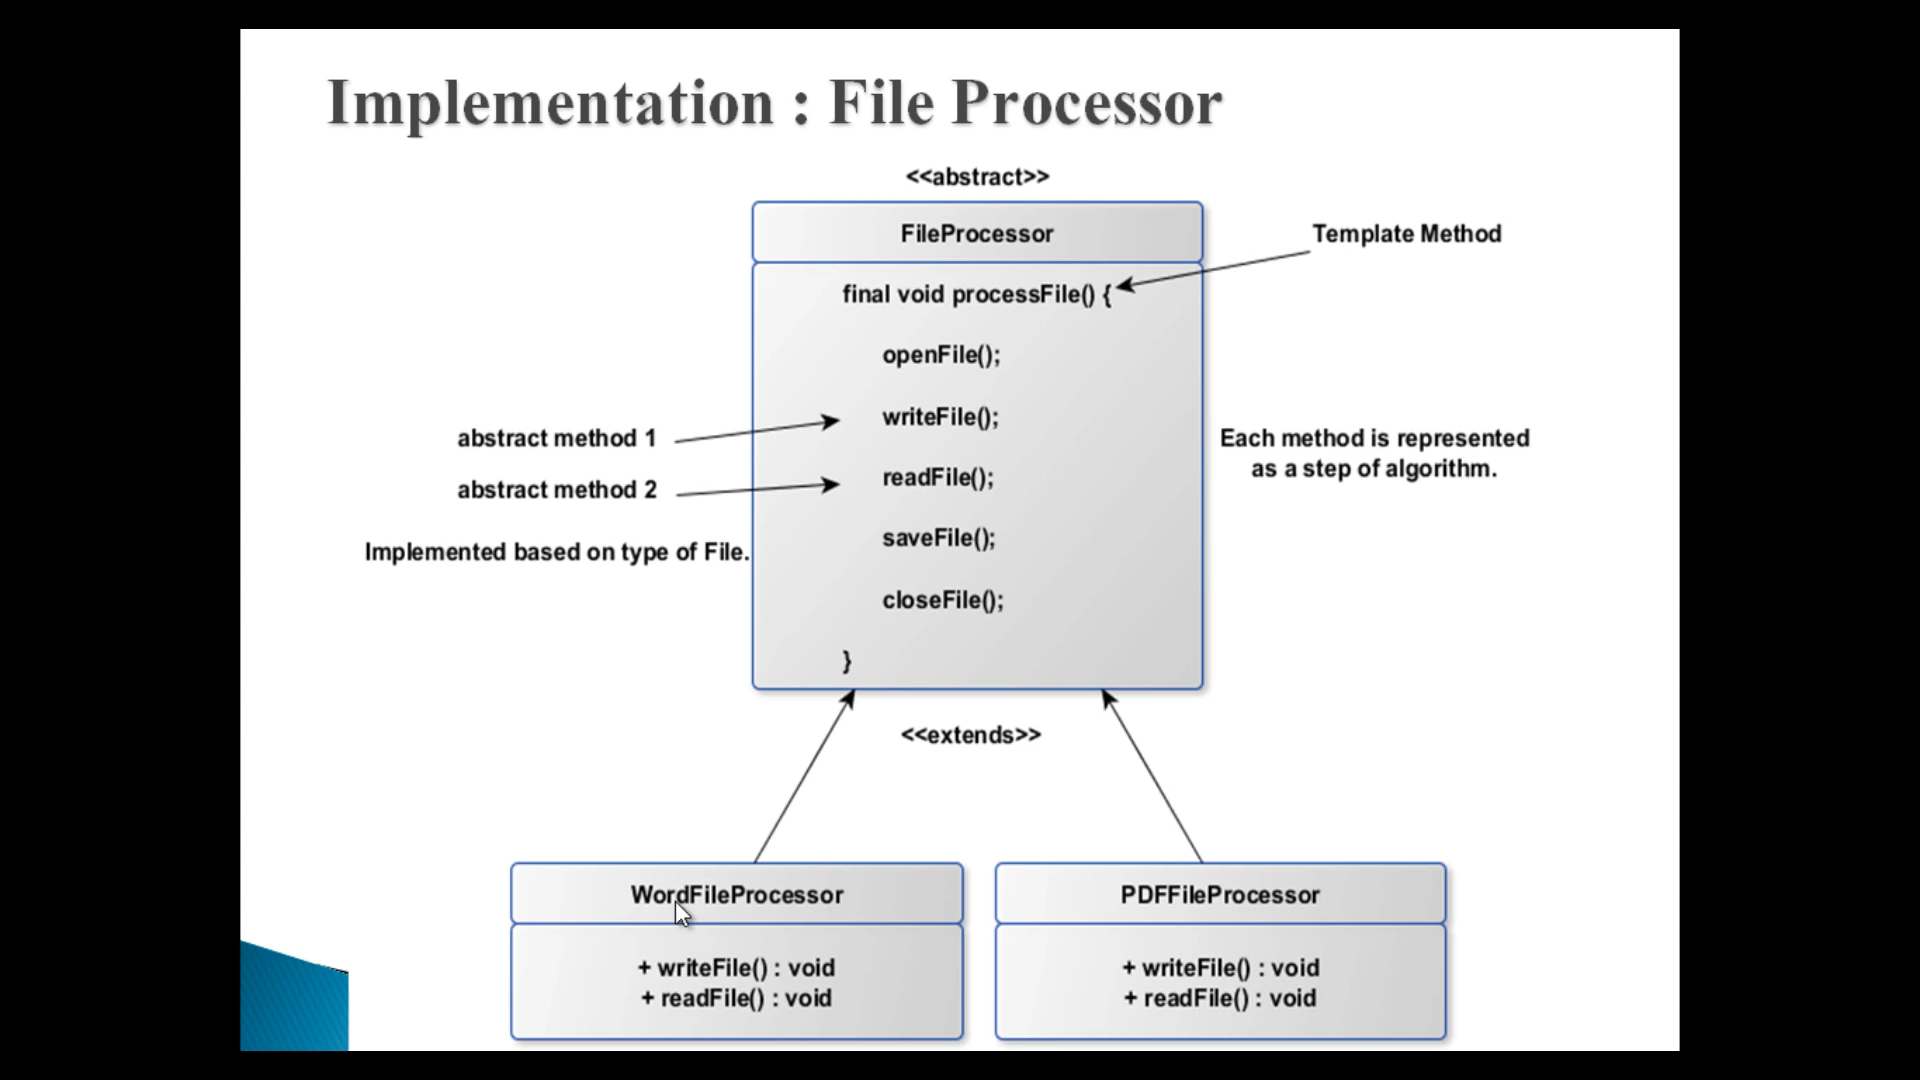 Implementation : File Processor
<<abstract>>
FileProcessor
Template Method
final void processFile() {
openFile();
writeFile();
readFile();
saveFile();
closeFile();
}
abstract method 1
abstract method 2
Implemented based on type of File.
Each method is represented
as a step of algorithm.
<<extends>>
WordFileProcessor
+ writeFile() : void
+ readFile() : void
PDFFileProcessor
+ writeFile() : void
+ readFile() : void